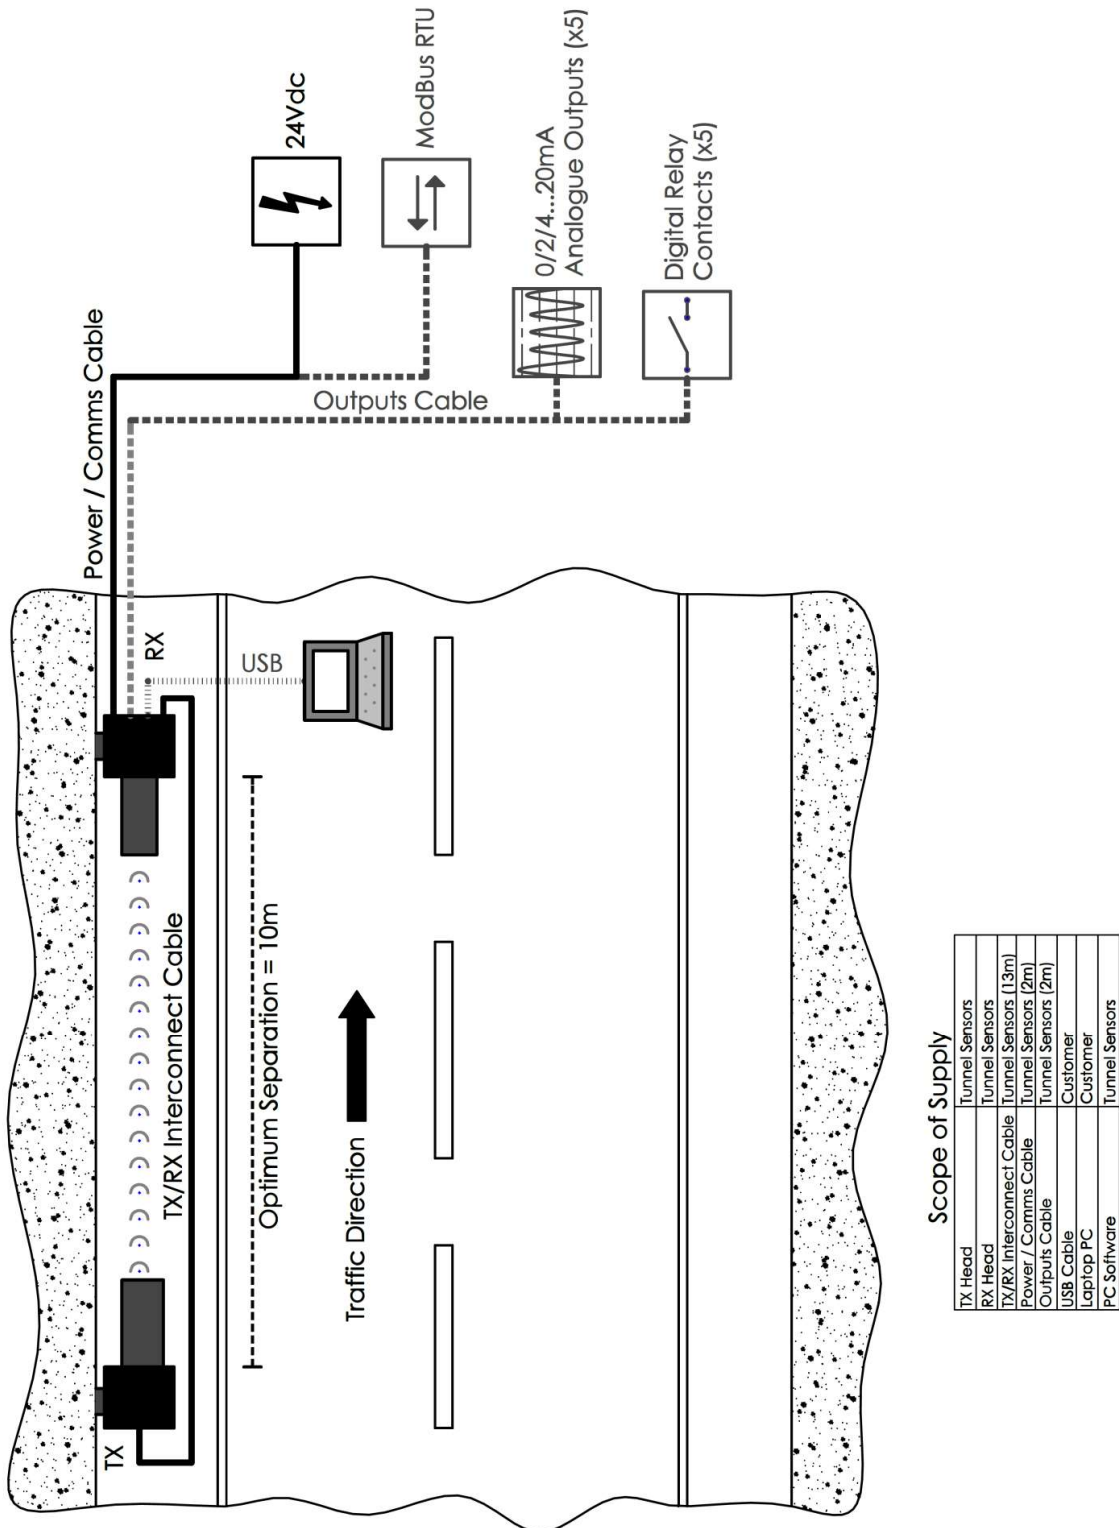 TX
TX/RX Interconnect Cable
RX
Power / Comms Cable
Optimum Separation = 10m
USB
Traffic Direction
Outputs Cable
24Vdc
ModBus RTU
0/2/4...20mA
Analogue Outputs (x5)
Digital Relay
Contacts (x5)
Scope of Supply
TX Head Tunnel Sensors
RX Head Tunnel Sensors
TX/RX Interconnect Cable Tunnel Sensors (13m)
Power / Comms Cable Tunnel Sensors (2m)
Outputs Cable Tunnel Sensors (2m)
USB Cable Customer
Laptop PC Customer
PC Software Tunnel Sensors